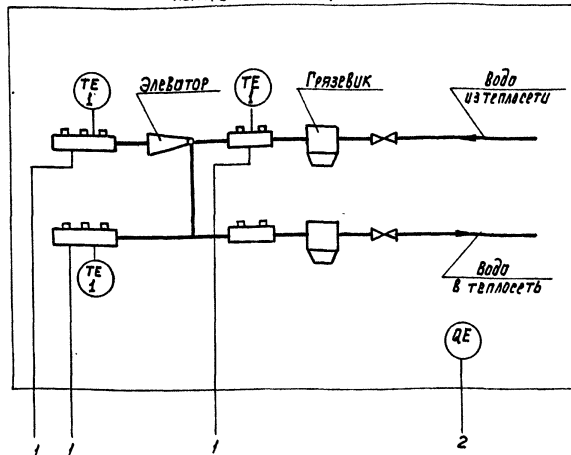 TE
1
Элеватор
TE
1
Грязевик
Вода
из теплосети
TE
1
Вода
в теплосеть
QE
1
1
1
2